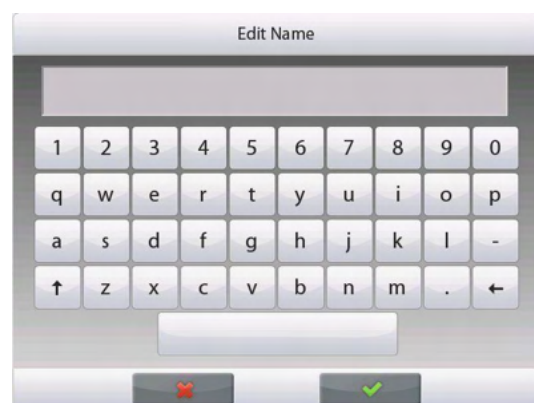 Edit Name
1 2 3 4 5 6 7 8 9 0
q w e r t y u i o p
a s d f g h j k l -
↑ z x c v b n m . ←